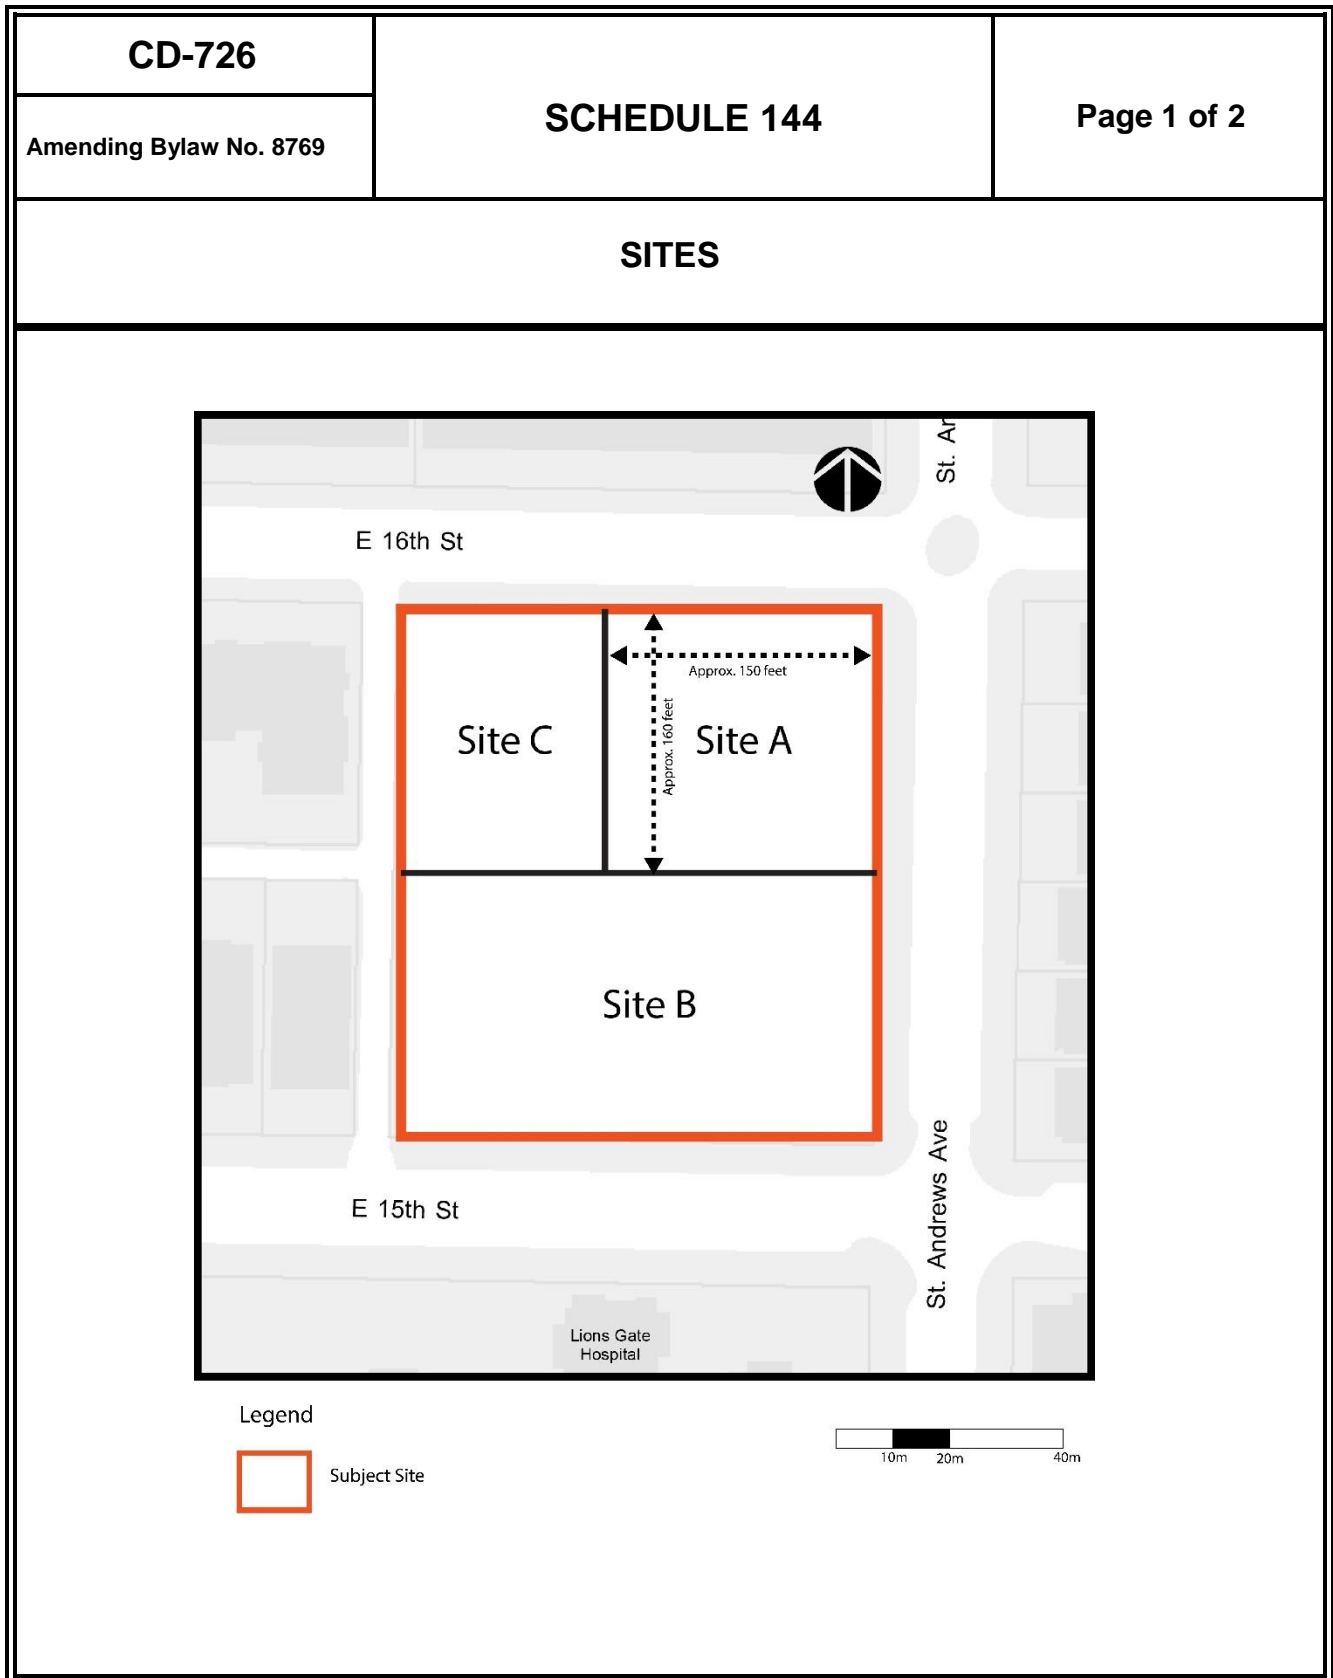 CD-726
Amending Bylaw No. 8769
SCHEDULE 144
Page 1 of 2
SITES
St. Ar
E 16th St
Approx. 150 feet
Approx. 160 feet
Site C
Site A
Site B
St. Andrews Ave
E 15th St
Lions Gate
Hospital
Legend
Subject Site
10m
20m
40m